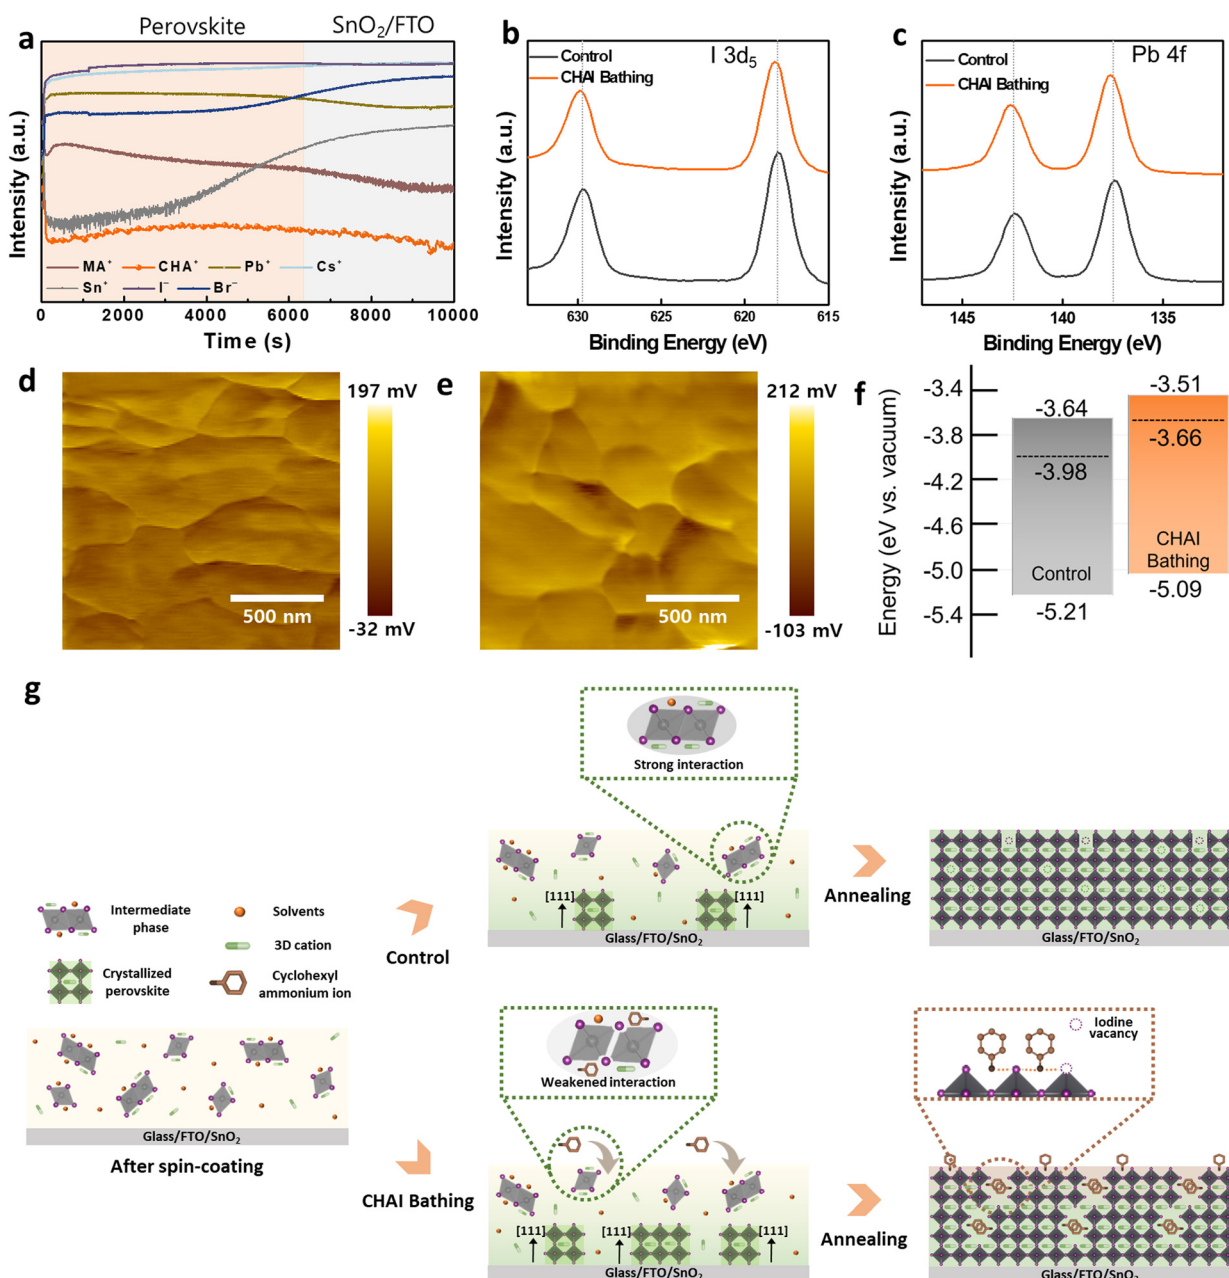 a
Perovskite
SnO₂/FTO
Intensity (a.u.)
MA⁺
CHA⁺
Pb⁺
Cs⁺
Sn⁺
I⁻
Br⁻
0
2000
4000
6000
8000
10000
Time (s)
b
Control
CHAI Bathing
I 3d₅
Intensity (a.u.)
630
625
620
615
Binding Energy (eV)
c
Control
CHAI Bathing
Pb 4f
Intensity (a.u.)
145
140
135
Binding Energy (eV)
d
197 mV
500 nm
-32 mV
e
212 mV
500 nm
-103 mV
f
Energy (eV vs. vacuum)
-3.4
-3.8
-4.2
-4.6
-5.0
-5.4
-3.64
-3.98
Control
-5.21
-3.51
-3.66
CHAI
Bathing
-5.09
g
Intermediate
phase
Solvents
3D cation
Crystallized
perovskite
Cyclohexyl
ammonium ion
Glass/FTO/SnO₂
After spin-coating
Control
Strong interaction
[111]
[111]
Glass/FTO/SnO₂
Annealing
Glass/FTO/SnO₂
CHAI Bathing
Weakened interaction
[111]
[111]
[111]
Glass/FTO/SnO₂
Annealing
Iodine
vacancy
Glass/FTO/SnO₂